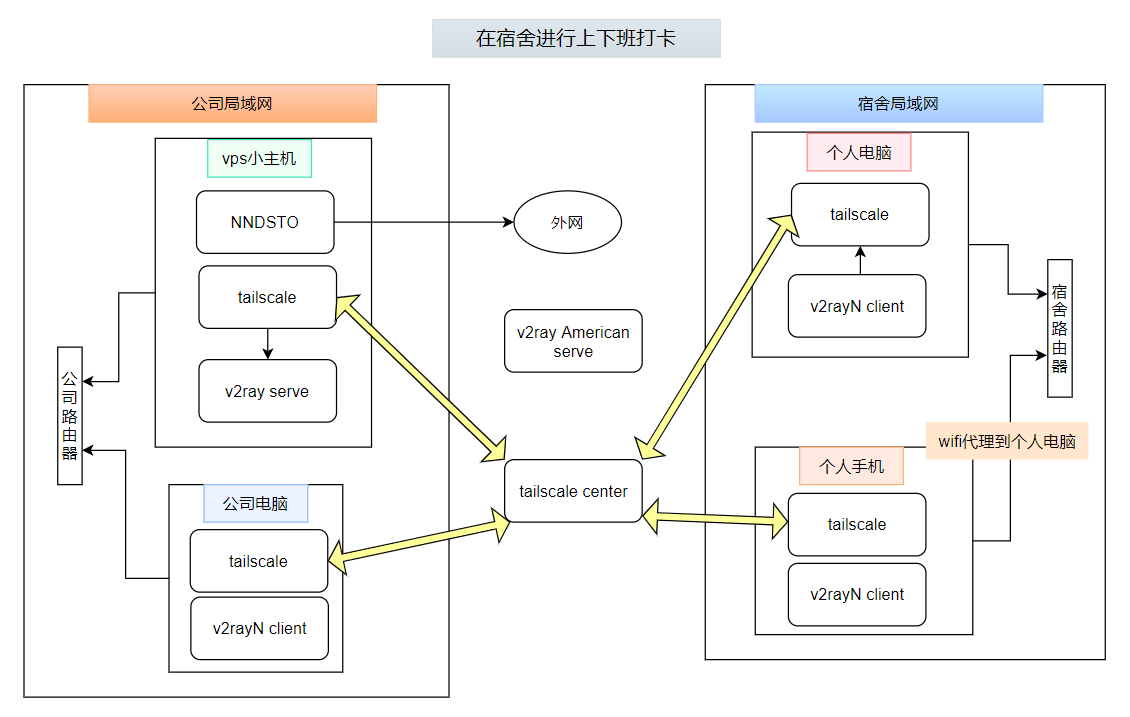 在宿舍进行上下班打卡
公司局域网
vps小主机
NNDSTO
tailscale
v2ray serve
公司路由器
公司电脑
tailscale
v2rayN client
外网
v2ray American
serve
tailscale center
宿舍局域网
个人电脑
tailscale
v2rayN client
宿舍路由器
wifi代理到个人电脑
个人手机
tailscale
v2rayN client